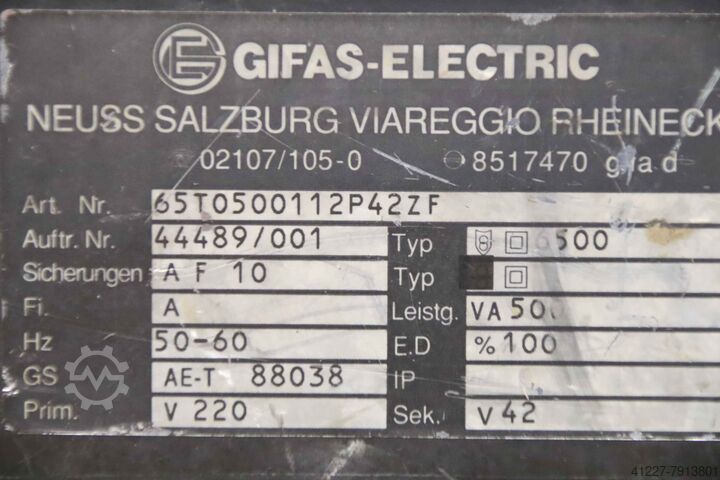 GIFAS-ELECTRIC
NEUSS SALZBURG VIAREGGIO RHEINECK
02107/105-0 8517470
Art. Nr. 65T0500112P42ZF
Auftr. Nr. 44489/001 Typ 6500
Sicherungen A F 10 Typ
Fi. A Leistg. VA 500
Hz 50-60 E.D % 100
GS AE-T 88038 IP
Prim. V 220 Sek. V 42
41227-7913801